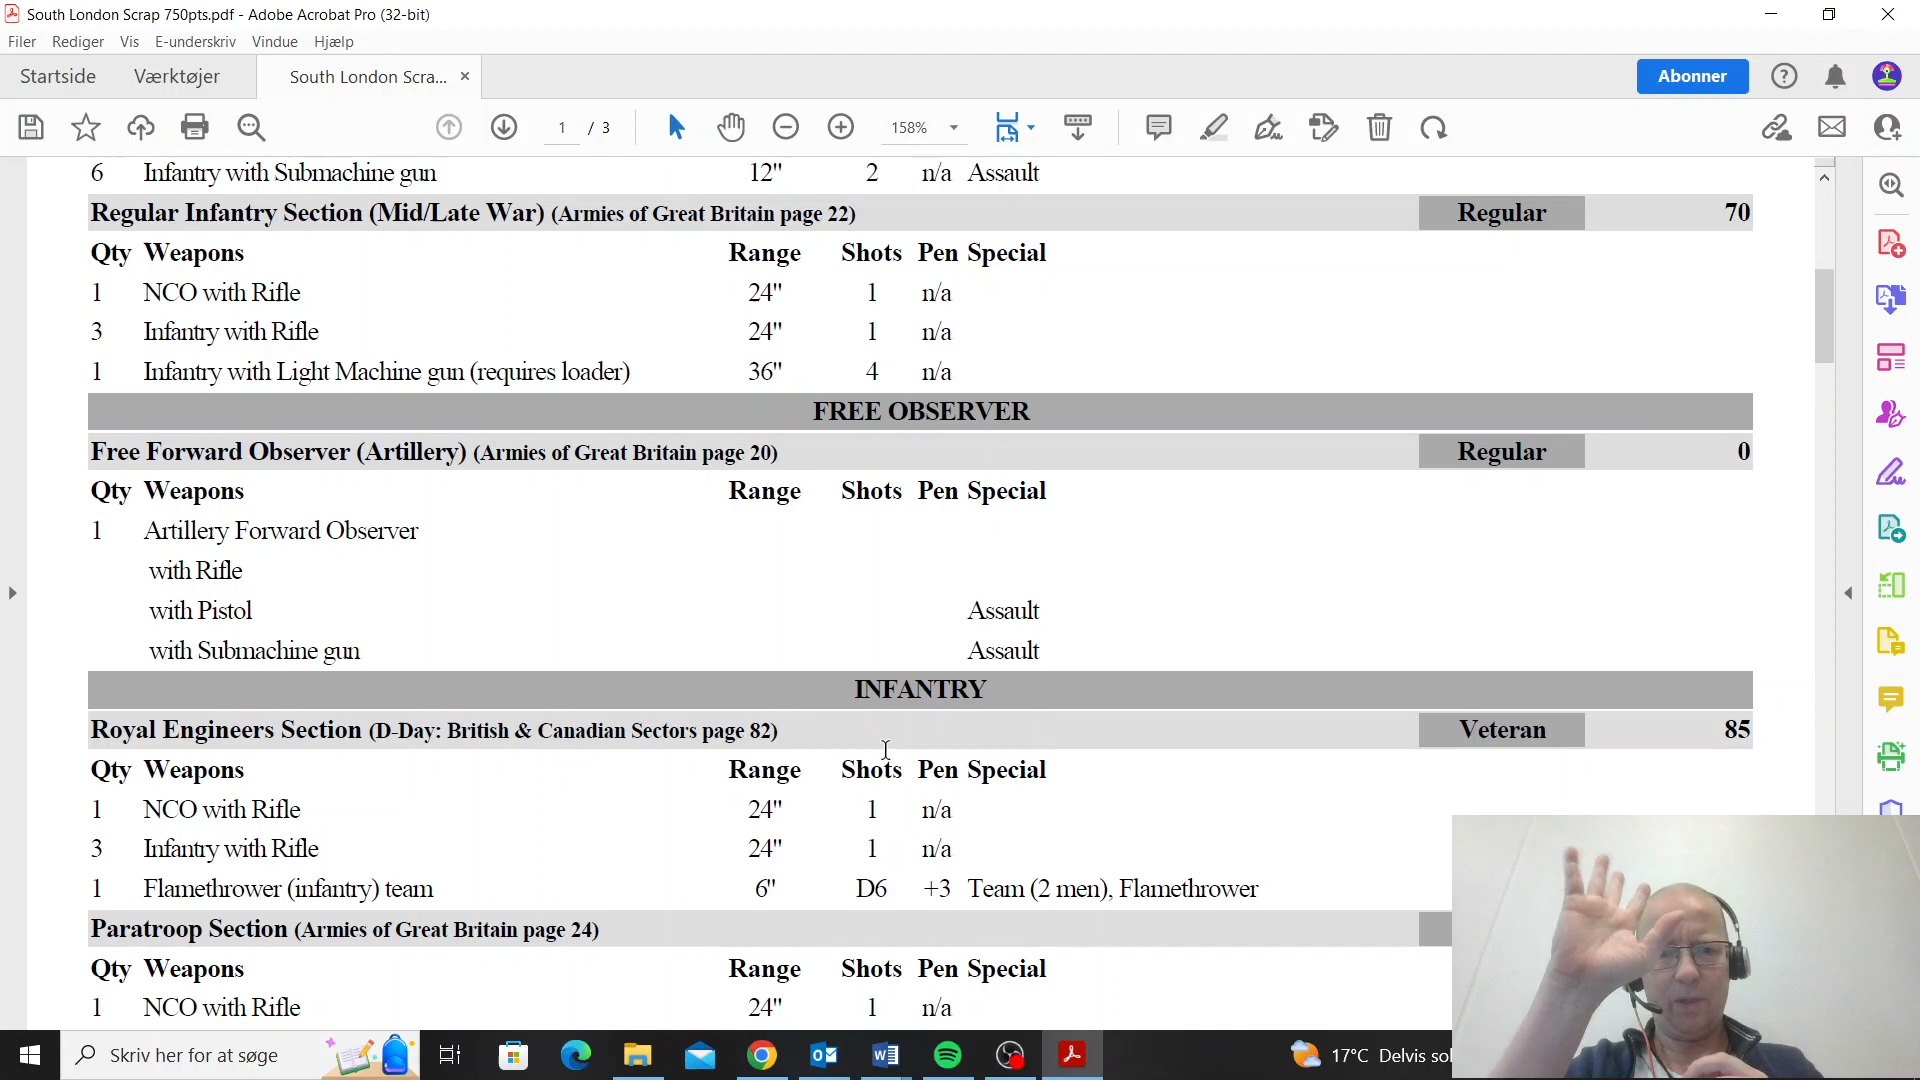 South London Scrap 750pts.pdf - Adobe Acrobat Pro (32-bit)
Filer Rediger Vis E-underskriv Vindue Hjælp
Startside Værktøjer South London Scra... × Abonner
1 / 3 158%
6 Infantry with Submachine gun 12" 2 n/a Assault
Regular Infantry Section (Mid/Late War) (Armies of Great Britain page 22) Regular 70
Qty Weapons Range Shots Pen Special
1 NCO with Rifle 24" 1 n/a
3 Infantry with Rifle 24" 1 n/a
1 Infantry with Light Machine gun (requires loader) 36" 4 n/a
FREE OBSERVER
Free Forward Observer (Artillery) (Armies of Great Britain page 20) Regular 0
Qty Weapons Range Shots Pen Special
1 Artillery Forward Observer
with Rifle
with Pistol Assault
with Submachine gun Assault
INFANTRY
Royal Engineers Section (D-Day: British & Canadian Sectors page 82) Veteran 85
Qty Weapons Range Shots Pen Special
1 NCO with Rifle 24" 1 n/a
3 Infantry with Rifle 24" 1 n/a
1 Flamethrower (infantry) team 6" D6 +3 Team (2 men), Flamethrower
Paratroop Section (Armies of Great Britain page 24)
Qty Weapons Range Shots Pen Special
1 NCO with Rifle 24" 1 n/a
Skriv her for at søge 17°C Delvis sol